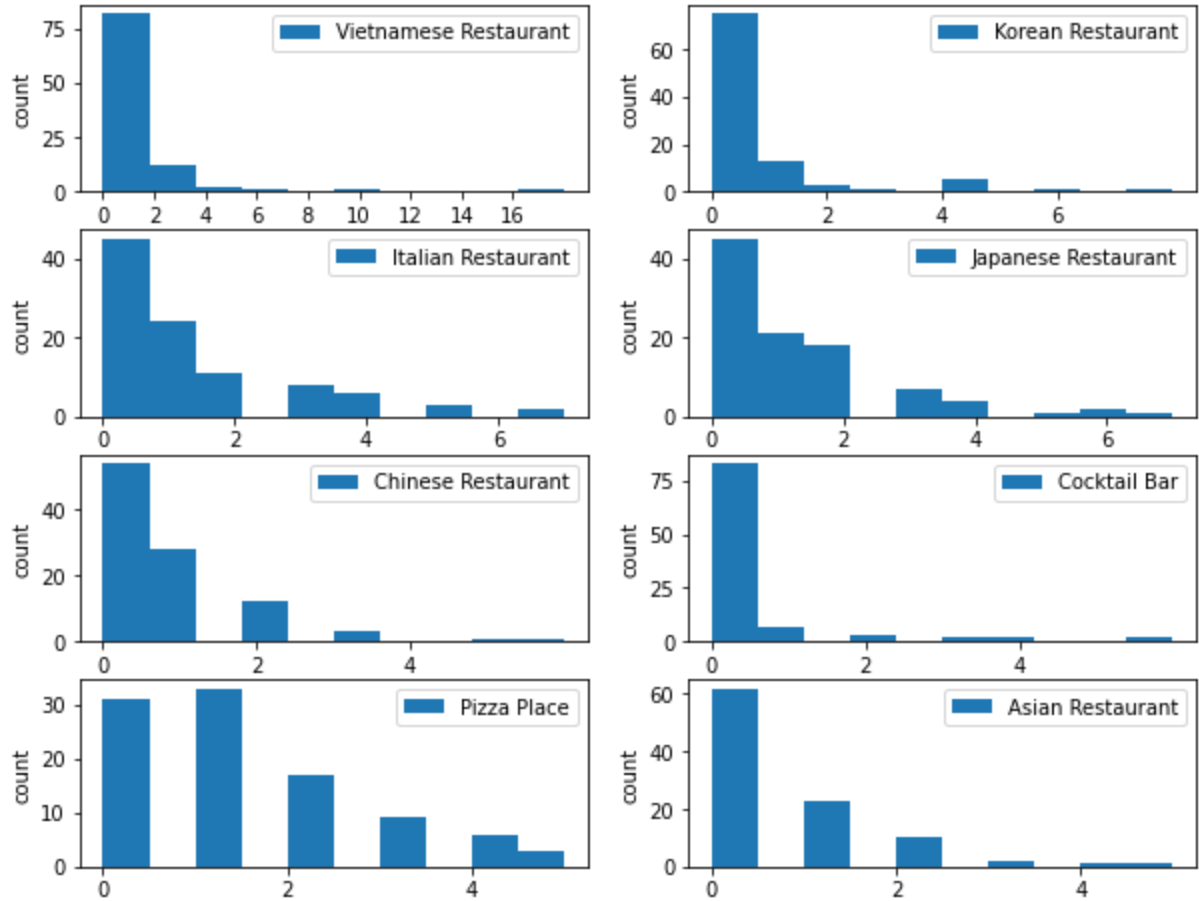 75
50
25
0
count
Vietnamese Restaurant
0 2 4 6 8 10 12 14 16
60
40
20
0
count
Korean Restaurant
0 2 4 6
40
20
0
count
Italian Restaurant
0 2 4 6
40
20
0
count
Japanese Restaurant
0 2 4 6
40
20
0
count
Chinese Restaurant
0 2 4
75
50
25
0
count
Cocktail Bar
0 2 4
30
20
10
0
count
Pizza Place
0 2 4
60
40
20
0
count
Asian Restaurant
0 2 4